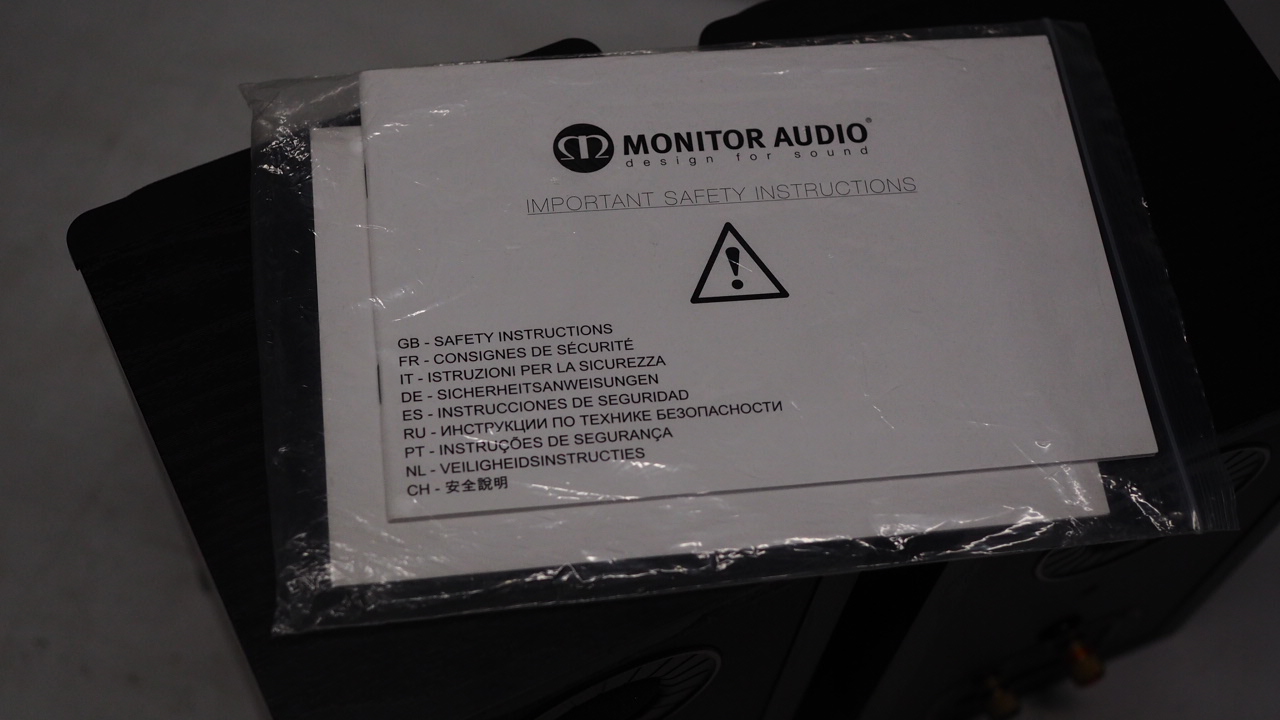 MONITOR AUDIO®
design for sound
IMPORTANT SAFETY INSTRUCTIONS
GB - SAFETY INSTRUCTIONS
FR - CONSIGNES DE SÉCURITÉ
IT - ISTRUZIONI PER LA SICUREZZA
DE - SICHERHEITSANWEISUNGEN
ES - INSTRUCCIONES DE SEGURIDAD
RU - ИНСТРУКЦИИ ПО ТЕХНИКЕ БЕЗОПАСНОСТИ
PT - INSTRUÇÕES DE SEGURANÇA
NL - VEILIGHEIDSINSTRUCTIES
CH - 安全說明